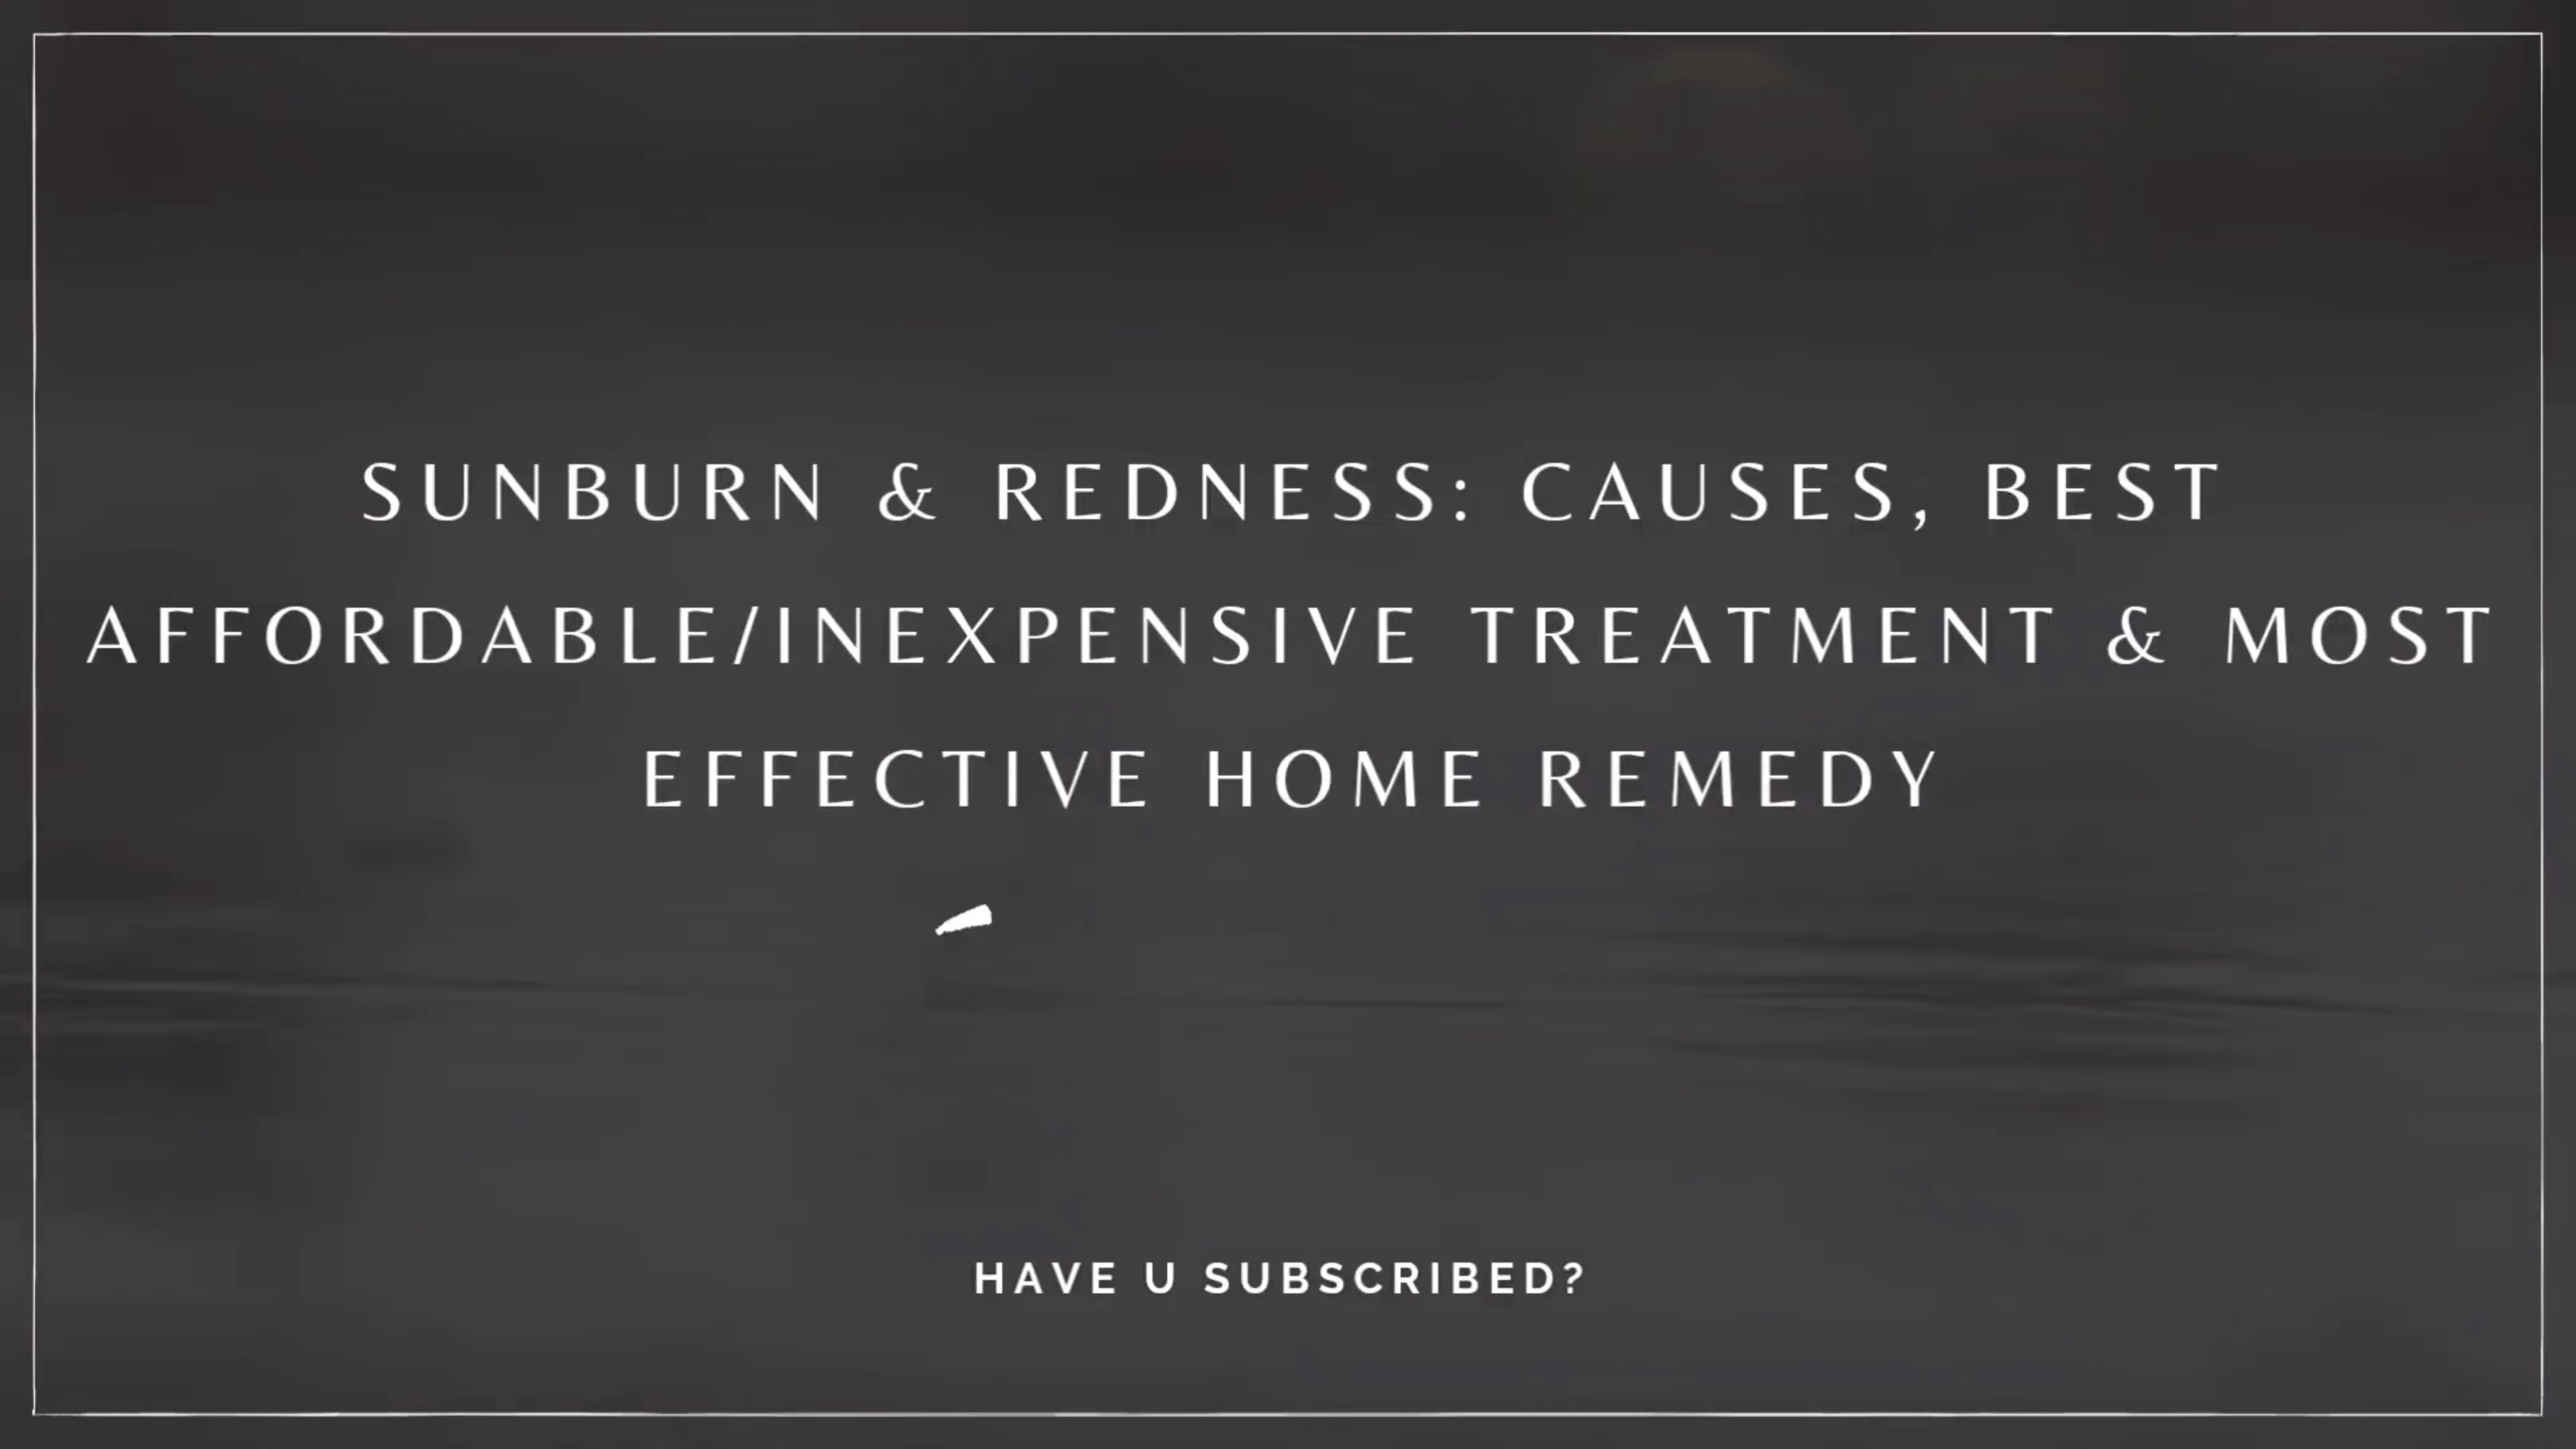 SUNBURN & REDNESS: CAUSES, BEST
AFFORDABLE/INEXPENSIVE TREATMENT & MOST
EFFECTIVE HOME REMEDY
HAVE U SUBSCRIBED?